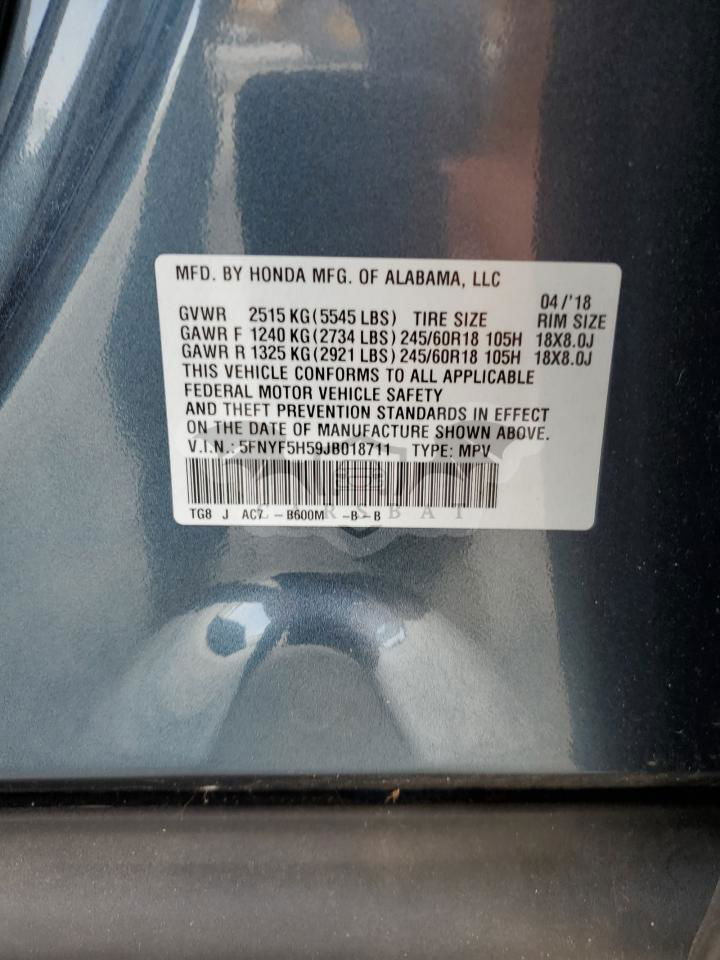 MFD. BY HONDA MFG. OF ALABAMA, LLC
04/'18
GVWR 2515 KG (5545 LBS) TIRE SIZE RIM SIZE
GAWR F 1240 KG (2734 LBS) 245/60R18 105H 18X8.0J
GAWR R 1325 KG (2921 LBS) 245/60R18 105H 18X8.0J
THIS VEHICLE CONFORMS TO ALL APPLICABLE
FEDERAL MOTOR VEHICLE SAFETY
AND THEFT PREVENTION STANDARDS IN EFFECT
ON THE DATE OF MANUFACTURE SHOWN ABOVE.
V.I.N.: 5FNYF5H59JB018711 TYPE: MPV
TG8 J AC7 -B600M -B-B